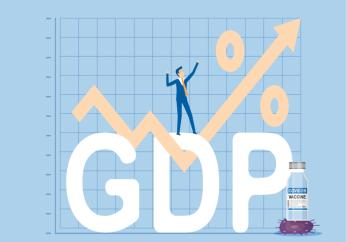 %
GDP
COVID-19
VACCINE